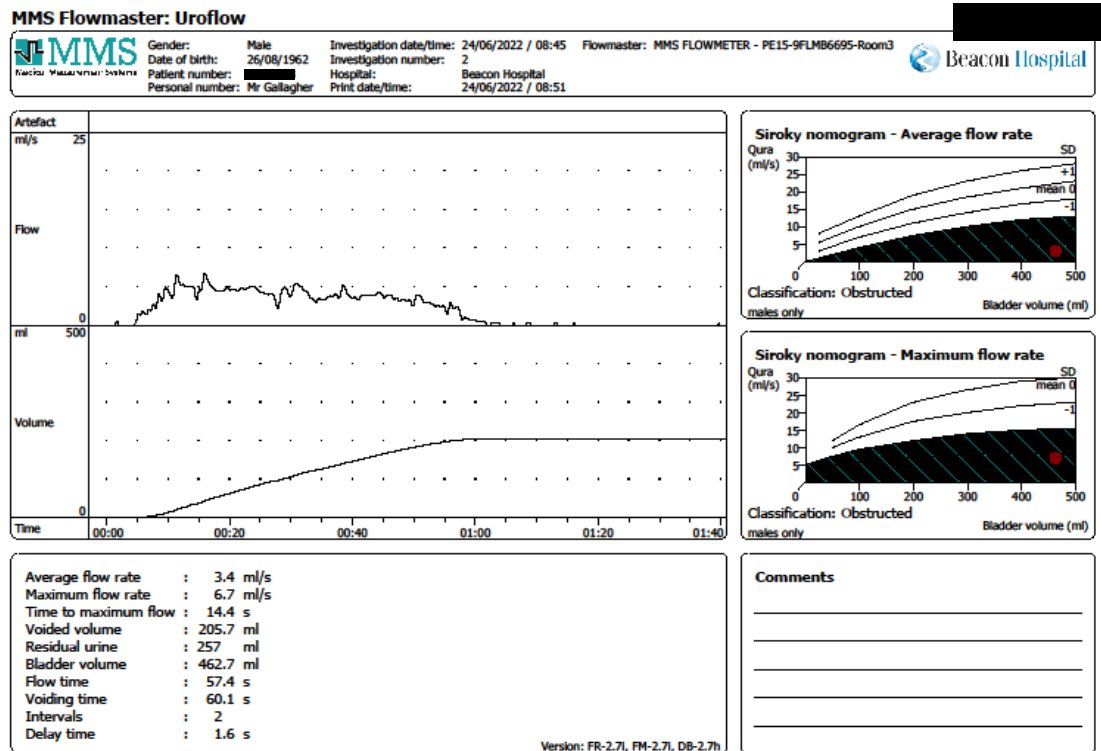 MMS Flowmaster: Uroflow
MMS
Medical Measurement Systems
Gender: Male
Date of birth: 26/08/1962
Patient number:
Personal number: Mr Gallagher
Investigation date/time: 24/06/2022 / 08:45
Investigation number: 2
Hospital: Beacon Hospital
Print date/time: 24/06/2022 / 08:51
Flowmaster: MMS FLOWMETER - PE15-9FLMB6695-Room3
Beacon Hospital
Artefact
ml/s 25
Flow
0
ml 500
Volume
0
Time 00:00 00:20 00:40 01:00 01:20 01:40
Siroky nomogram - Average flow rate
Qura (ml/s)
SD
30
25
20
15
10
5
+1
mean 0
-1
0 100 200 300 400 500
Classification: Obstructed
Bladder volume (ml)
males only
Siroky nomogram - Maximum flow rate
Qura (ml/s)
SD
30
25
20
15
10
5
mean 0
-1
0 100 200 300 400 500
Classification: Obstructed
Bladder volume (ml)
males only
Average flow rate : 3.4 ml/s
Maximum flow rate : 6.7 ml/s
Time to maximum flow : 14.4 s
Voided volume : 205.7 ml
Residual urine : 257 ml
Bladder volume : 462.7 ml
Flow time : 57.4 s
Voiding time : 60.1 s
Intervals : 2
Delay time : 1.6 s
Version: FR-2.7l, FM-2.7l, DB-2.7h
Comments